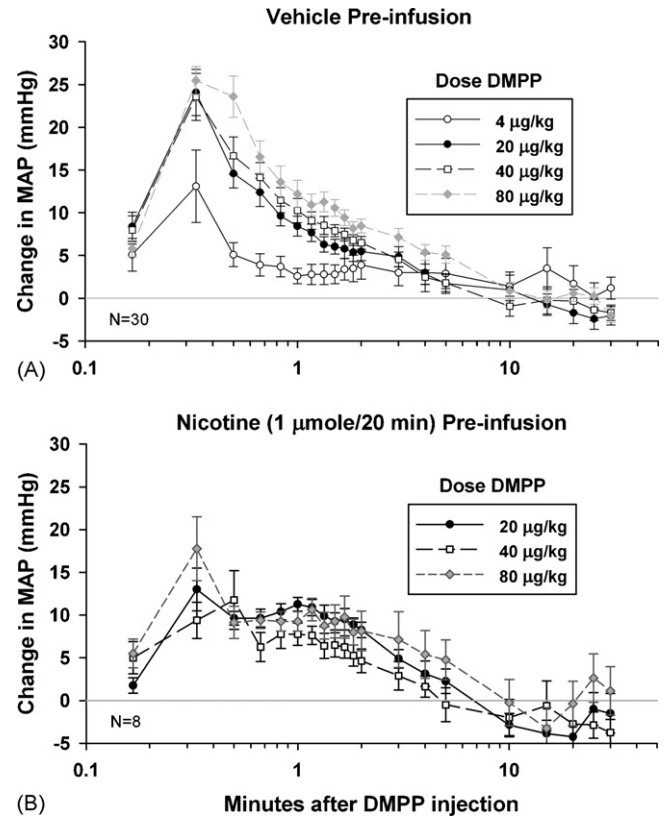 Vehicle Pre-infusion
30
25
20
15
10
5
0
-5
Change in MAP (mmHg)
Dose DMPP
4 µg/kg
20 µg/kg
40 µg/kg
80 µg/kg
N=30
(A)
0.1
1
10
Nicotine (1 µmole/20 min) Pre-infusion
30
25
20
15
10
5
0
-5
Change in MAP (mmHg)
Dose DMPP
20 µg/kg
40 µg/kg
80 µg/kg
N=8
0.1
1
10
(B)
Minutes after DMPP injection